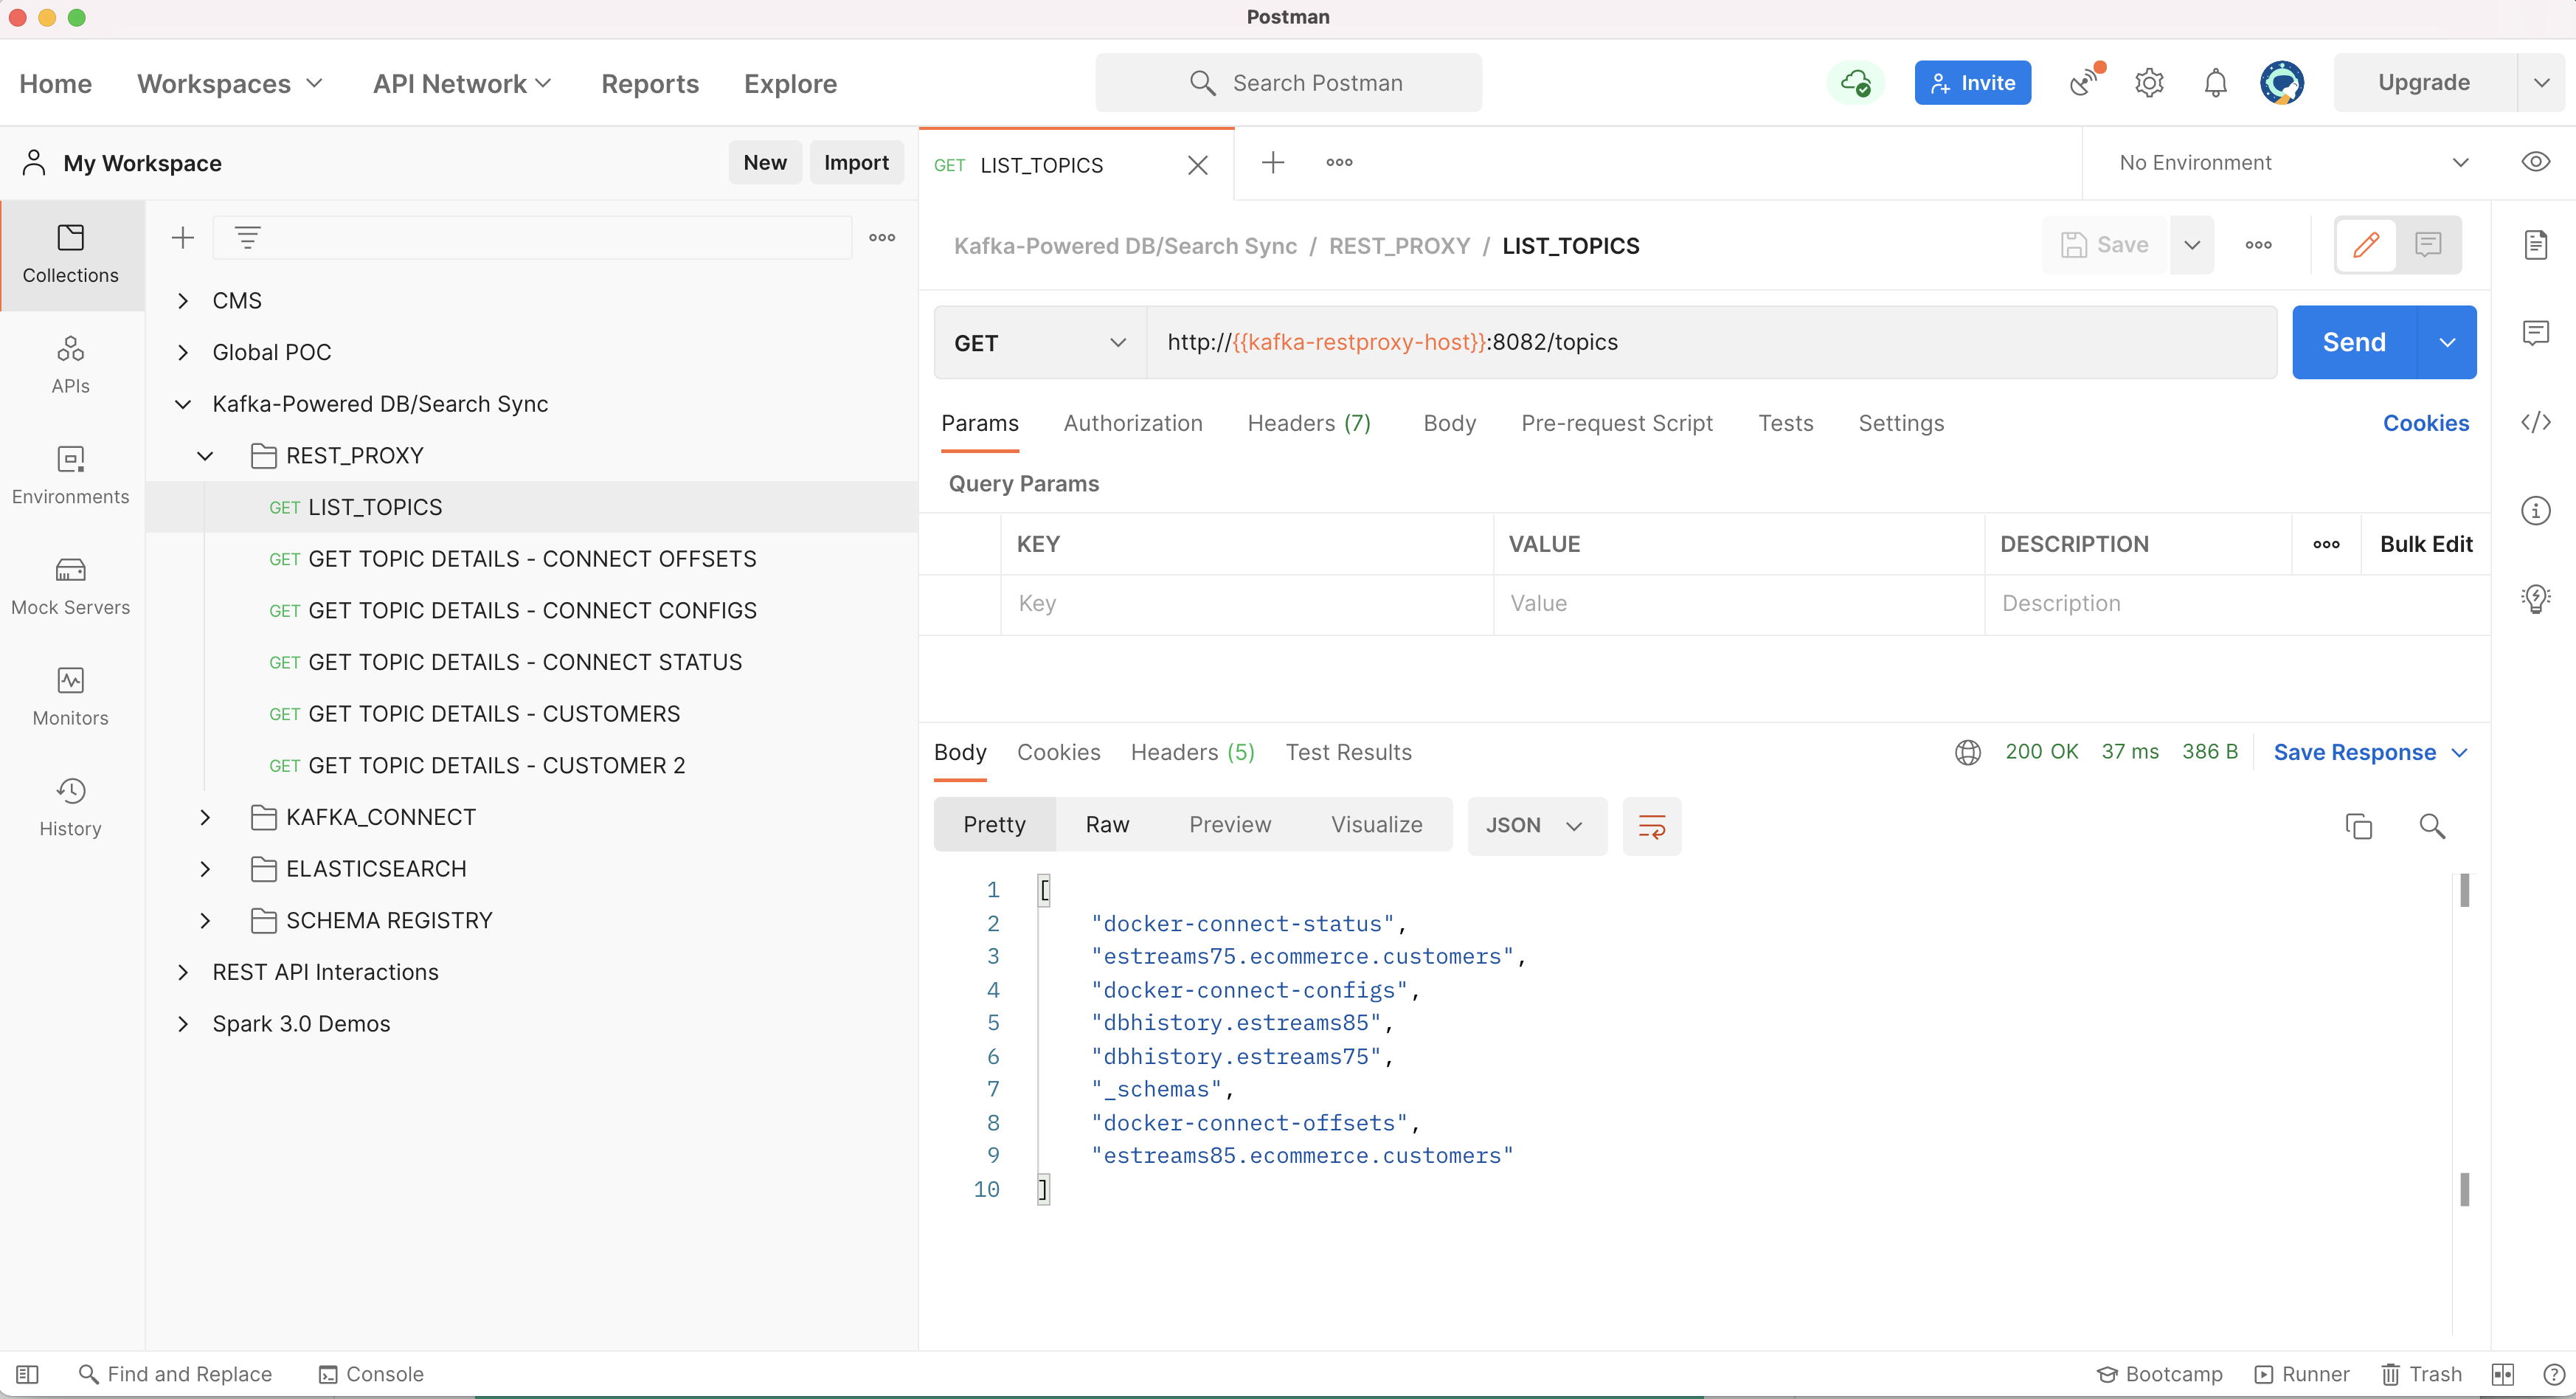 Postman
Home Workspaces API Network Reports Explore
Search Postman
Invite
Upgrade
My Workspace
New
Import
GET LIST_TOPICS
No Environment
Collections
APIs
Environments
Mock Servers
Monitors
History
CMS
Global POC
Kafka-Powered DB/Search Sync
REST_PROXY
GET LIST_TOPICS
GET GET TOPIC DETAILS - CONNECT OFFSETS
GET GET TOPIC DETAILS - CONNECT CONFIGS
GET GET TOPIC DETAILS - CONNECT STATUS
GET GET TOPIC DETAILS - CUSTOMERS
GET GET TOPIC DETAILS - CUSTOMER 2
KAFKA_CONNECT
ELASTICSEARCH
SCHEMA REGISTRY
REST API Interactions
Spark 3.0 Demos
Kafka-Powered DB/Search Sync / REST_PROXY / LIST_TOPICS
Save
GET
http://{{kafka-restproxy-host}}:8082/topics
Send
Params Authorization Headers (7) Body Pre-request Script Tests Settings
Cookies
Query Params
KEY VALUE DESCRIPTION
Bulk Edit
Key Value Description
Body Cookies Headers (5) Test Results
200 OK 37 ms 386 B
Save Response
Pretty Raw Preview Visualize
JSON
1 [
2 "docker-connect-status",
3 "estreams75.ecommerce.customers",
4 "docker-connect-configs",
5 "dbhistory.estreams85",
6 "dbhistory.estreams75",
7 "_schemas",
8 "docker-connect-offsets",
9 "estreams85.ecommerce.customers"
10 ]
Find and Replace
Console
Bootcamp
Runner
Trash